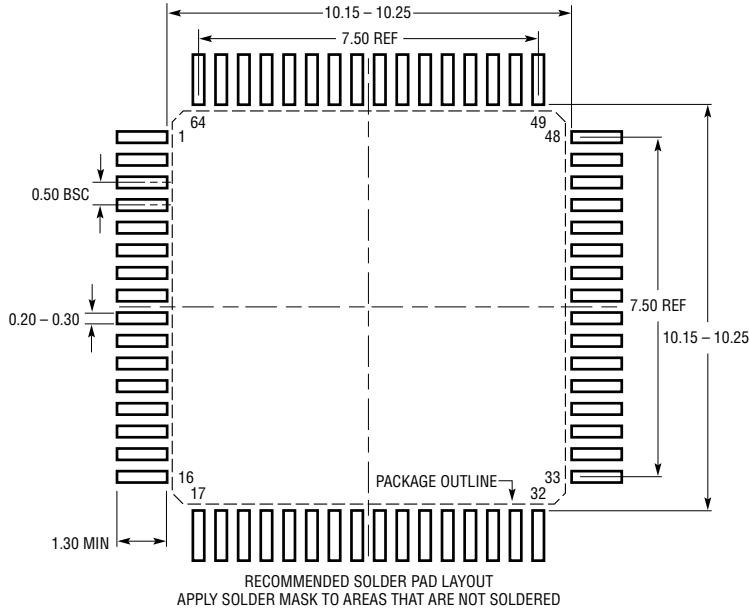 10.15 – 10.25
7.50 REF
64
49
1
48
0.50 BSC
0.20 – 0.30
7.50 REF
10.15 – 10.25
16
33
17
PACKAGE OUTLINE
32
1.30 MIN
RECOMMENDED SOLDER PAD LAYOUT
APPLY SOLDER MASK TO AREAS THAT ARE NOT SOLDERED